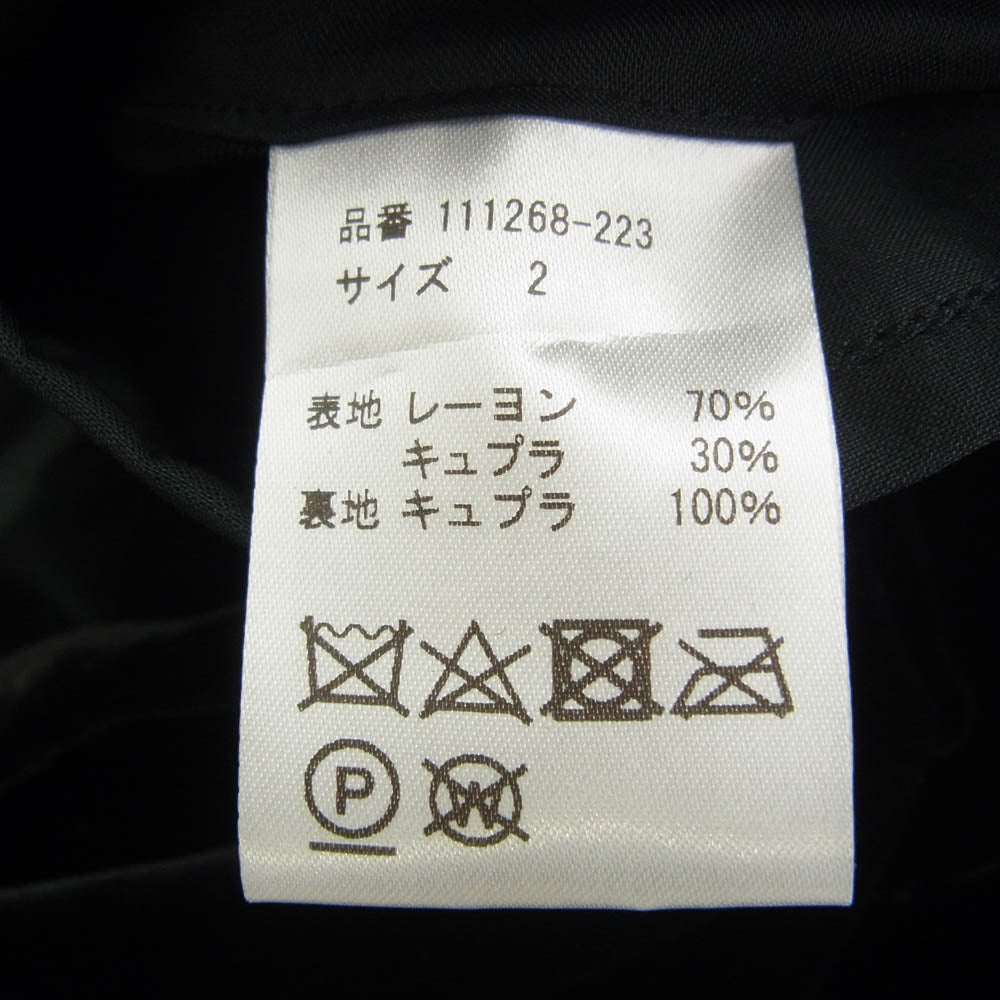 品番 111268-223
サイズ 2
表地 レーヨン 70%
キュプラ 30%
裏地 キュプラ 100%
P W